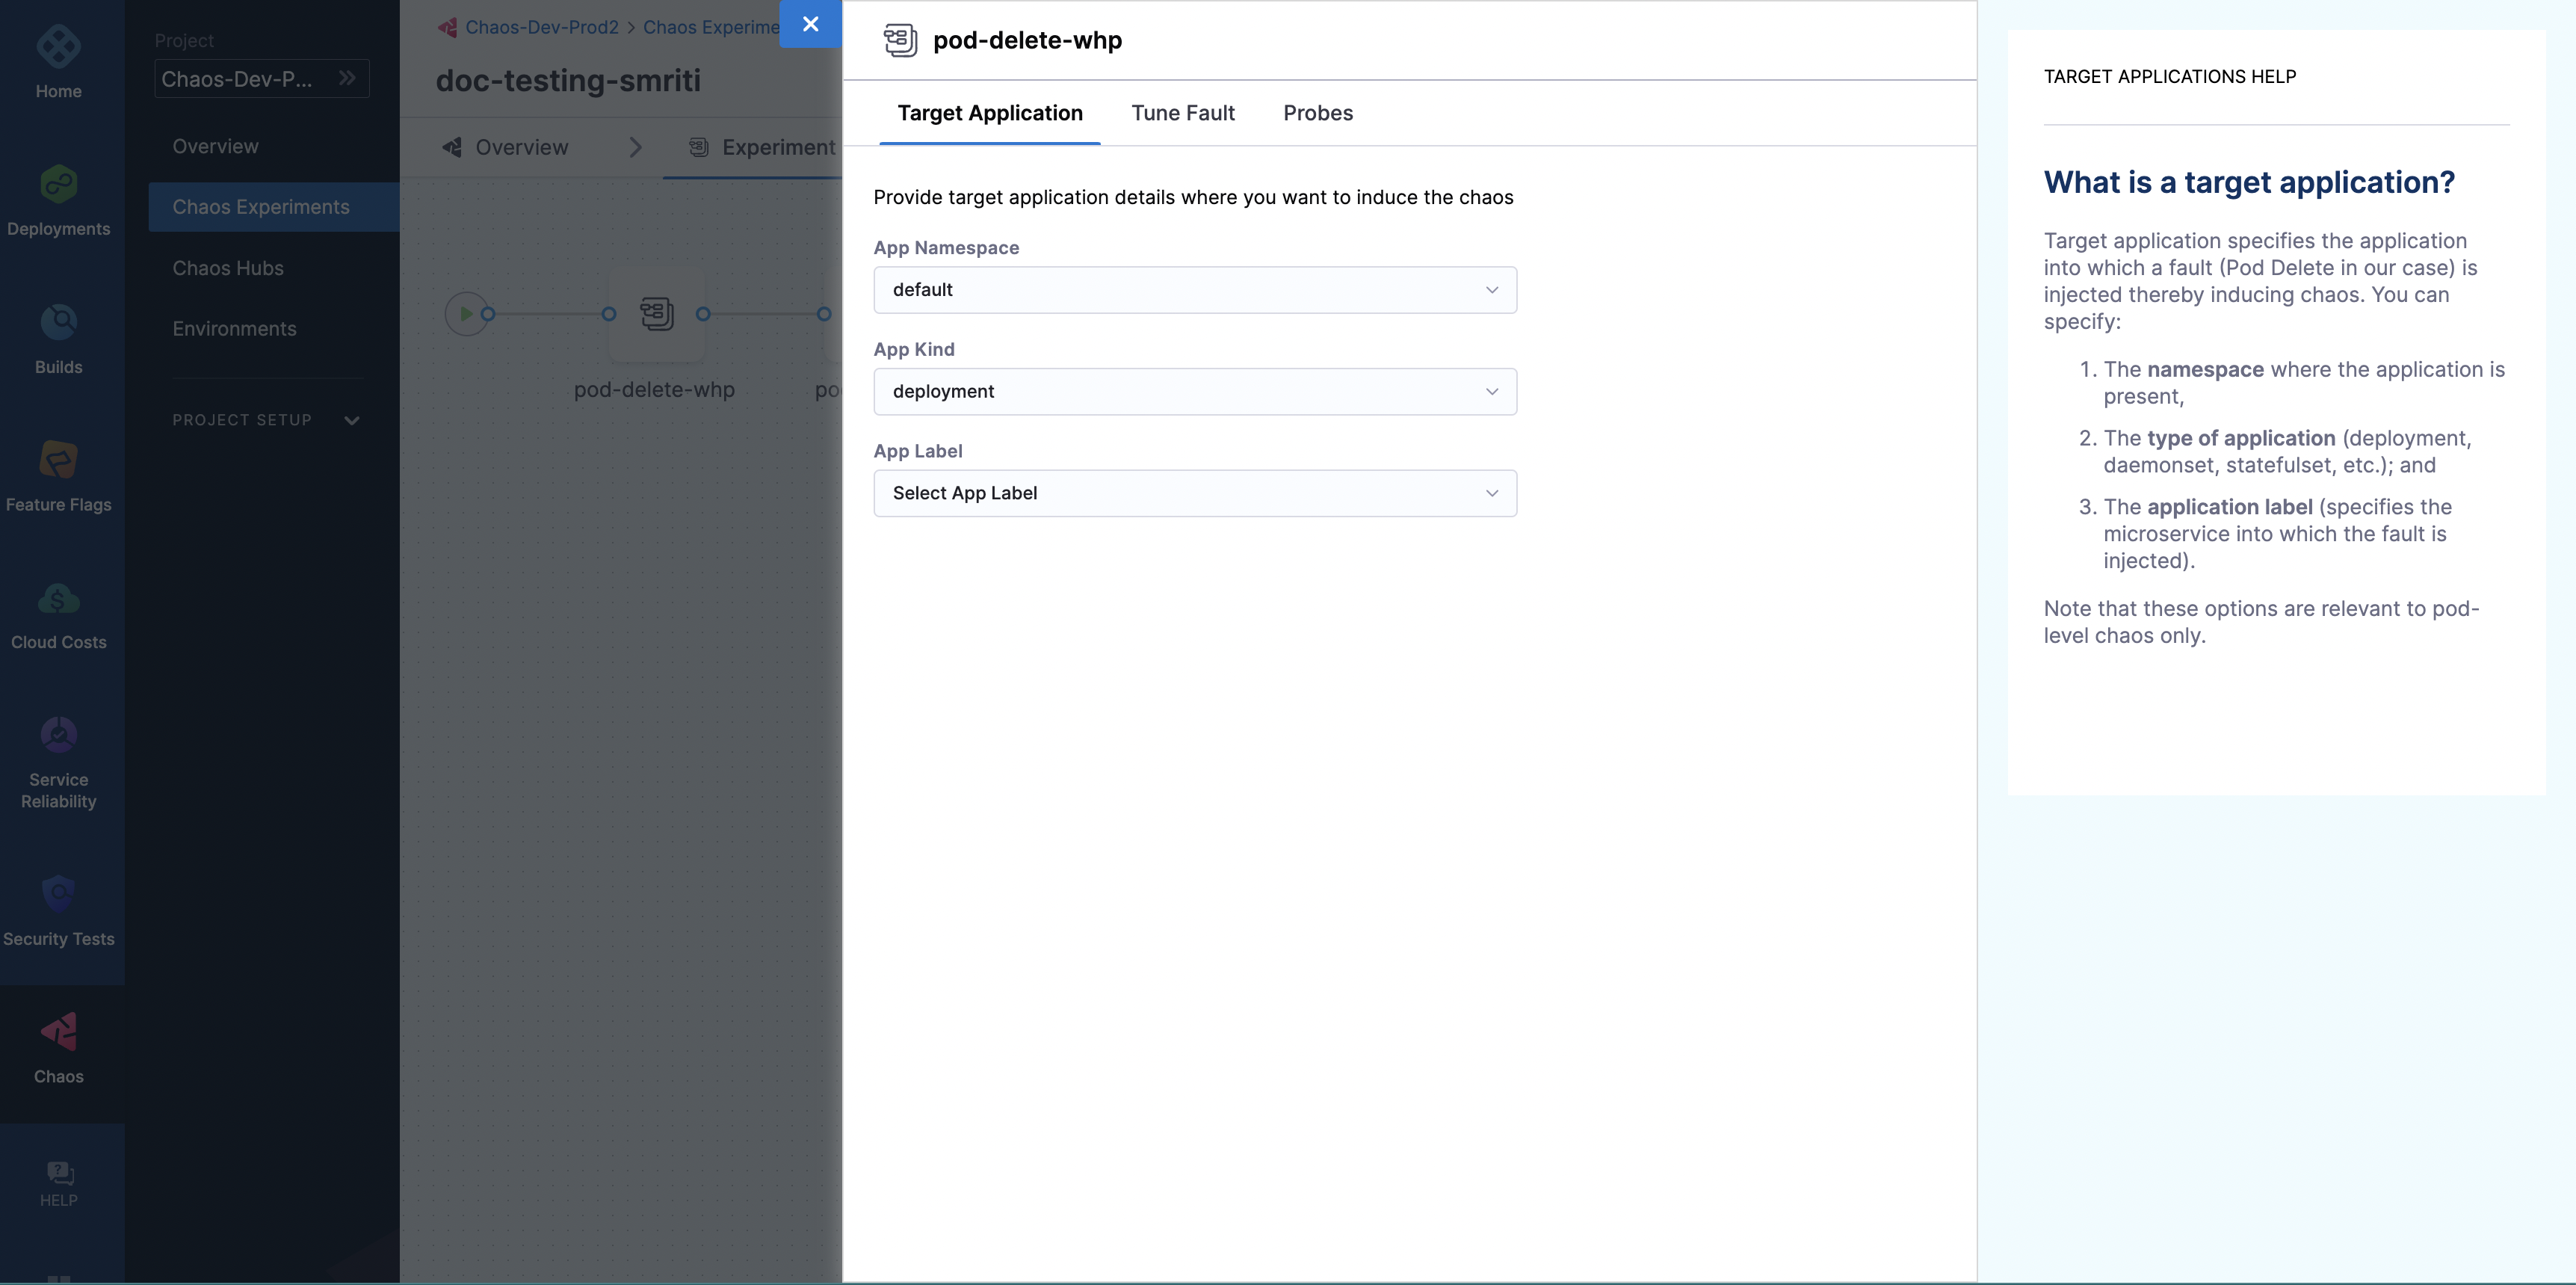 Home
Deployments
Builds
Feature Flags
Cloud Costs
Service
Reliability
Security Tests
Chaos
HELP
Project
Chaos-Dev-P...
Overview
Chaos Experiments
Chaos Hubs
Environments
PROJECT SETUP
Chaos-Dev-Prod2 > Chaos Experime
doc-testing-smriti
Overview
Experiment
pod-delete-whp
po
pod-delete-whp
Target Application
Tune Fault
Probes
Provide target application details where you want to induce the chaos
App Namespace
default
App Kind
deployment
App Label
Select App Label
TARGET APPLICATIONS HELP
What is a target application?
Target application specifies the application
into which a fault (Pod Delete in our case) is
injected thereby inducing chaos. You can
specify:
1. The namespace where the application is
present,
2. The type of application (deployment,
daemonset, statefulset, etc.); and
3. The application label (specifies the
microservice into which the fault is
injected).
Note that these options are relevant to pod-
level chaos only.